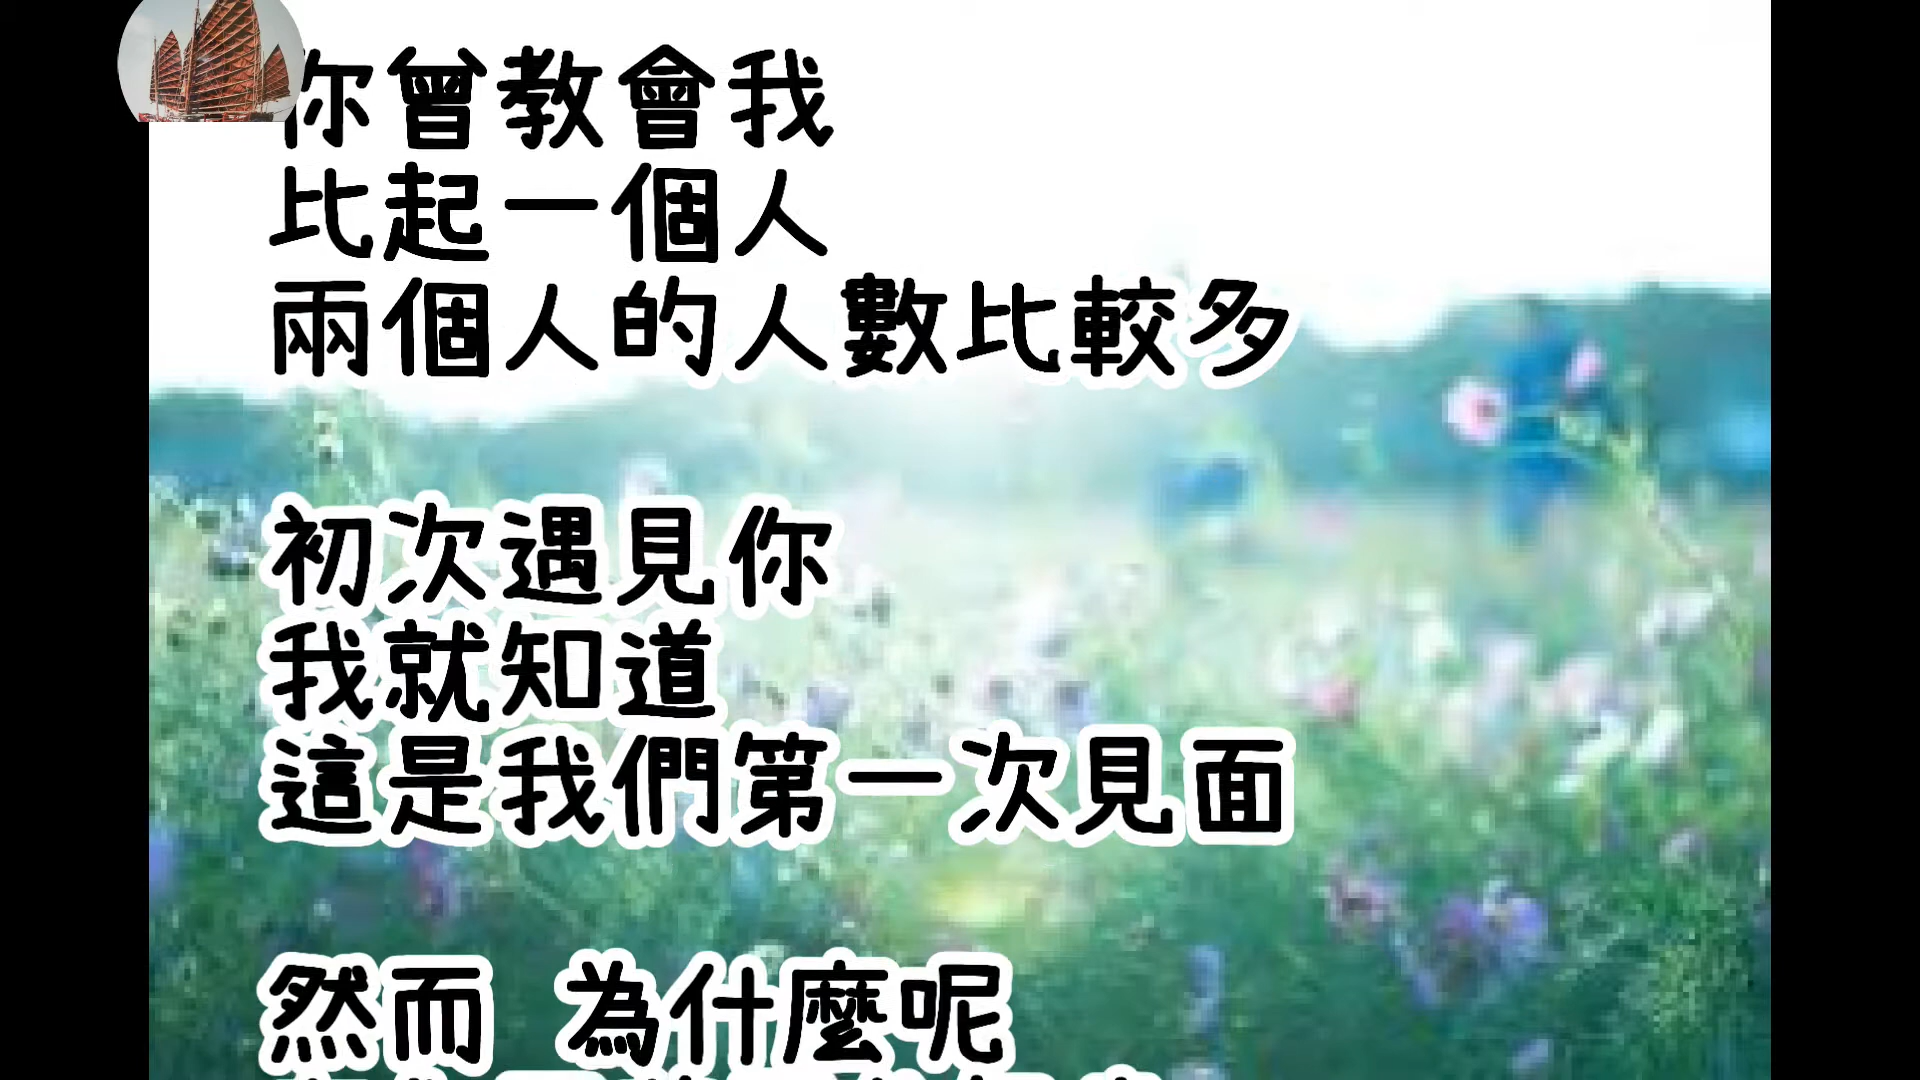 你曾教會我
比起一個人
兩個人的人數比較多
初次遇見你
我就知道
這是我們第一次見面
然而 為什麼呢